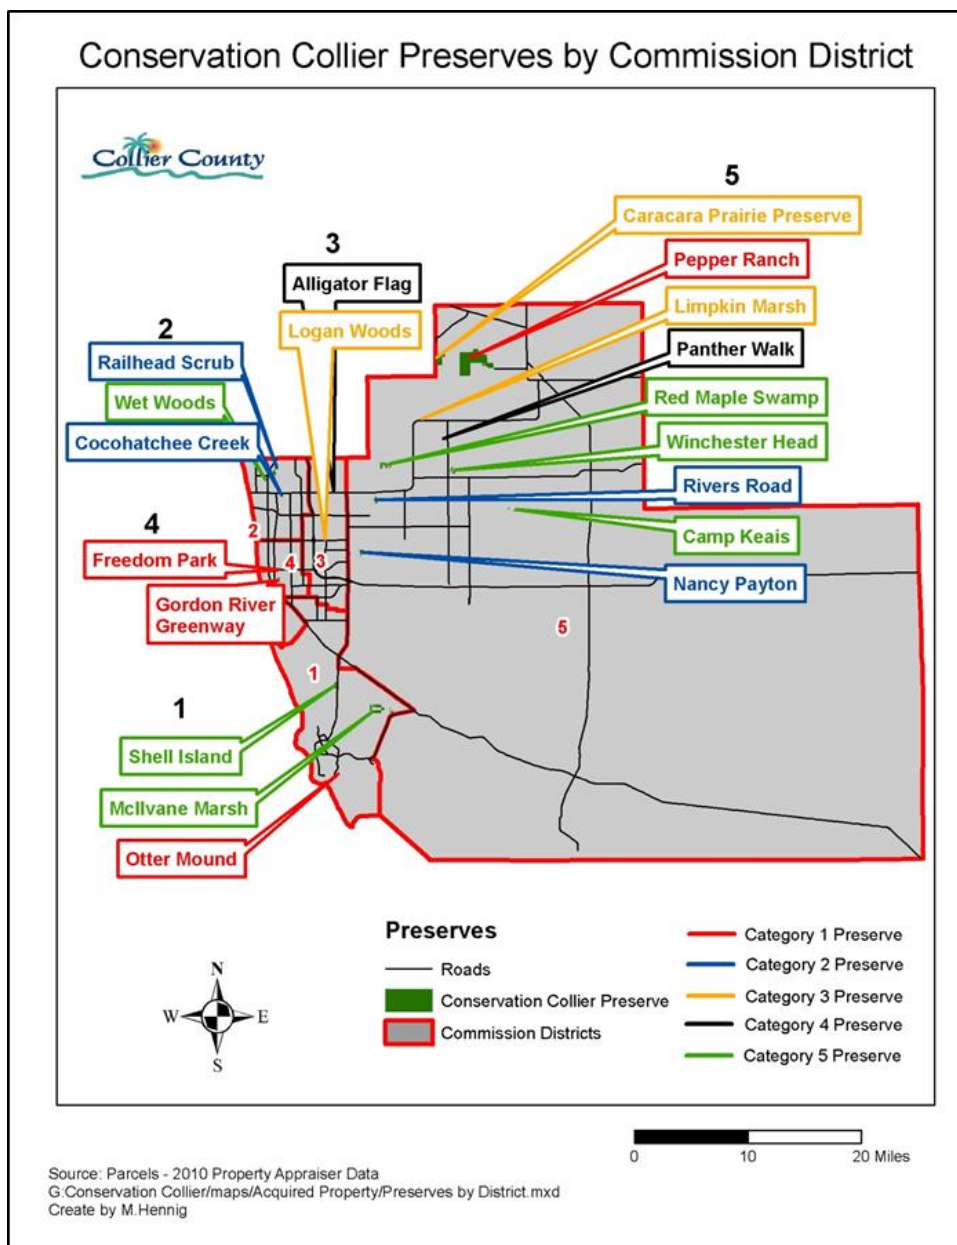 Conservation Collier Preserves by Commission District
Collier County
5
Caracara Prairie Preserve
3
Pepper Ranch
Alligator Flag
Limpkin Marsh
Logan Woods
2
Panther Walk
Railhead Scrub
Red Maple Swamp
Wet Woods
Cocohatchee Creek
Winchester Head
Rivers Road
4
2
Camp Keais
Freedom Park
4
3
Nancy Payton
Gordon River
Greenway
5
1
1
Shell Island
McIlvane Marsh
Otter Mound
Preserves
Roads
Conservation Collier Preserve
Commission Districts
Category 1 Preserve
Category 2 Preserve
Category 3 Preserve
Category 4 Preserve
Category 5 Preserve
N
W
E
S
0
10
20 Miles
Source: Parcels - 2010 Property Appraiser Data
G:Conservation Collier/maps/Acquired Property/Preserves by District.mxd
Create by M.Hennig